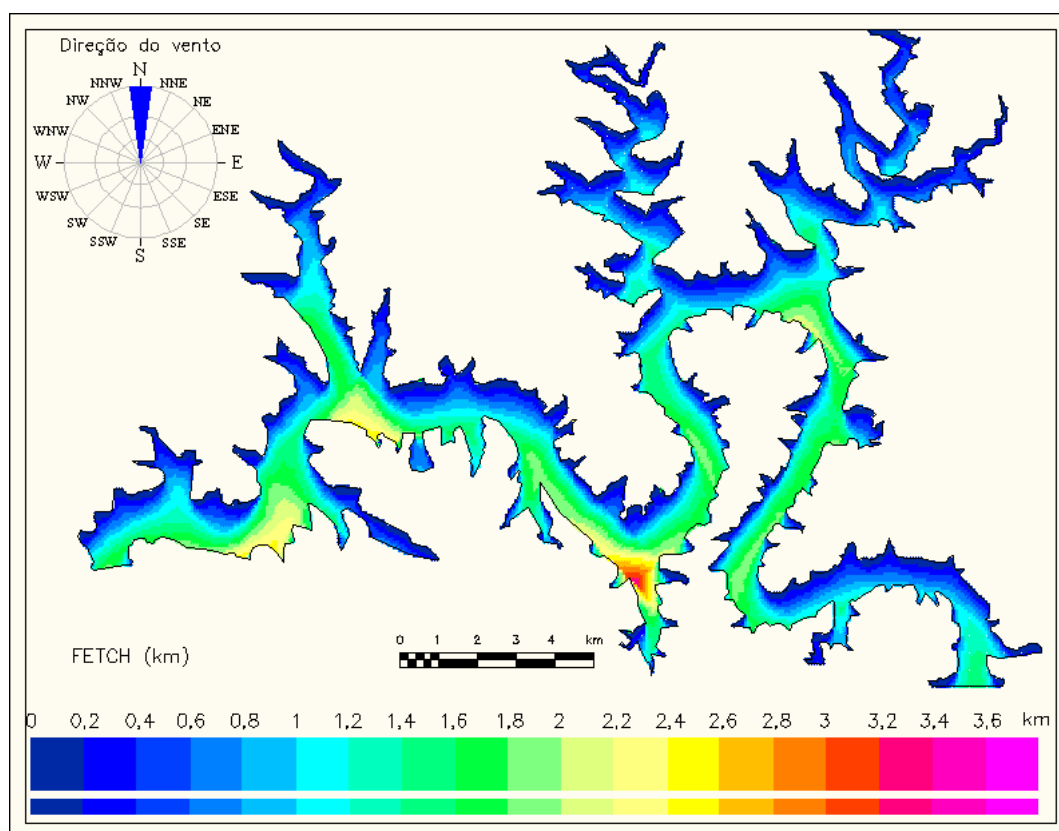 Direção do vento
N
NNW NNE
NW NE
WNW ENE
W E
WSW ESE
SW SE
SSW SSE
S
0 1 2 3 4 km
FETCH (km)
0 0,2 0,4 0,6 0,8 1 1,2 1,4 1,6 1,8 2 2,2 2,4 2,6 2,8 3 3,2 3,4 3,6 km